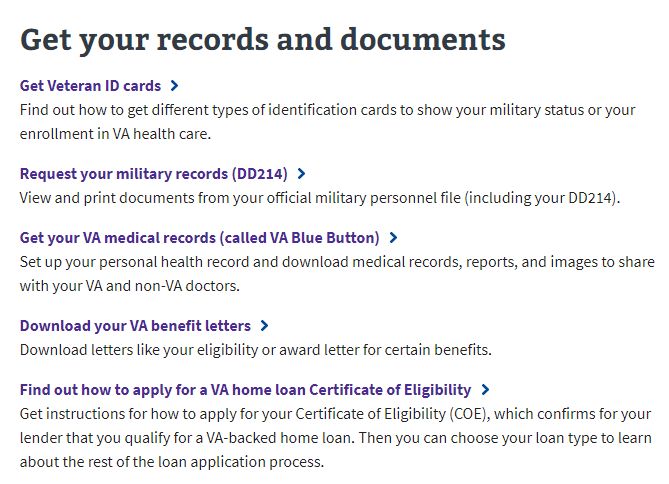 Get your records and documents
Get Veteran ID cards
Find out how to get different types of identification cards to show your military status or your
enrollment in VA health care.
Request your military records (DD214)
View and print documents from your official military personnel file (including your DD214).
Get your VA medical records (called VA Blue Button)
Set up your personal health record and download medical records, reports, and images to share
with your VA and non-VA doctors.
Download your VA benefit letters
Download letters like your eligibility or award letter for certain benefits.
Find out how to apply for a VA home loan Certificate of Eligibility
Get instructions for how to apply for your Certificate of Eligibility (COE), which confirms for your
lender that you qualify for a VA-backed home loan. Then you can choose your loan type to learn
about the rest of the loan application process.